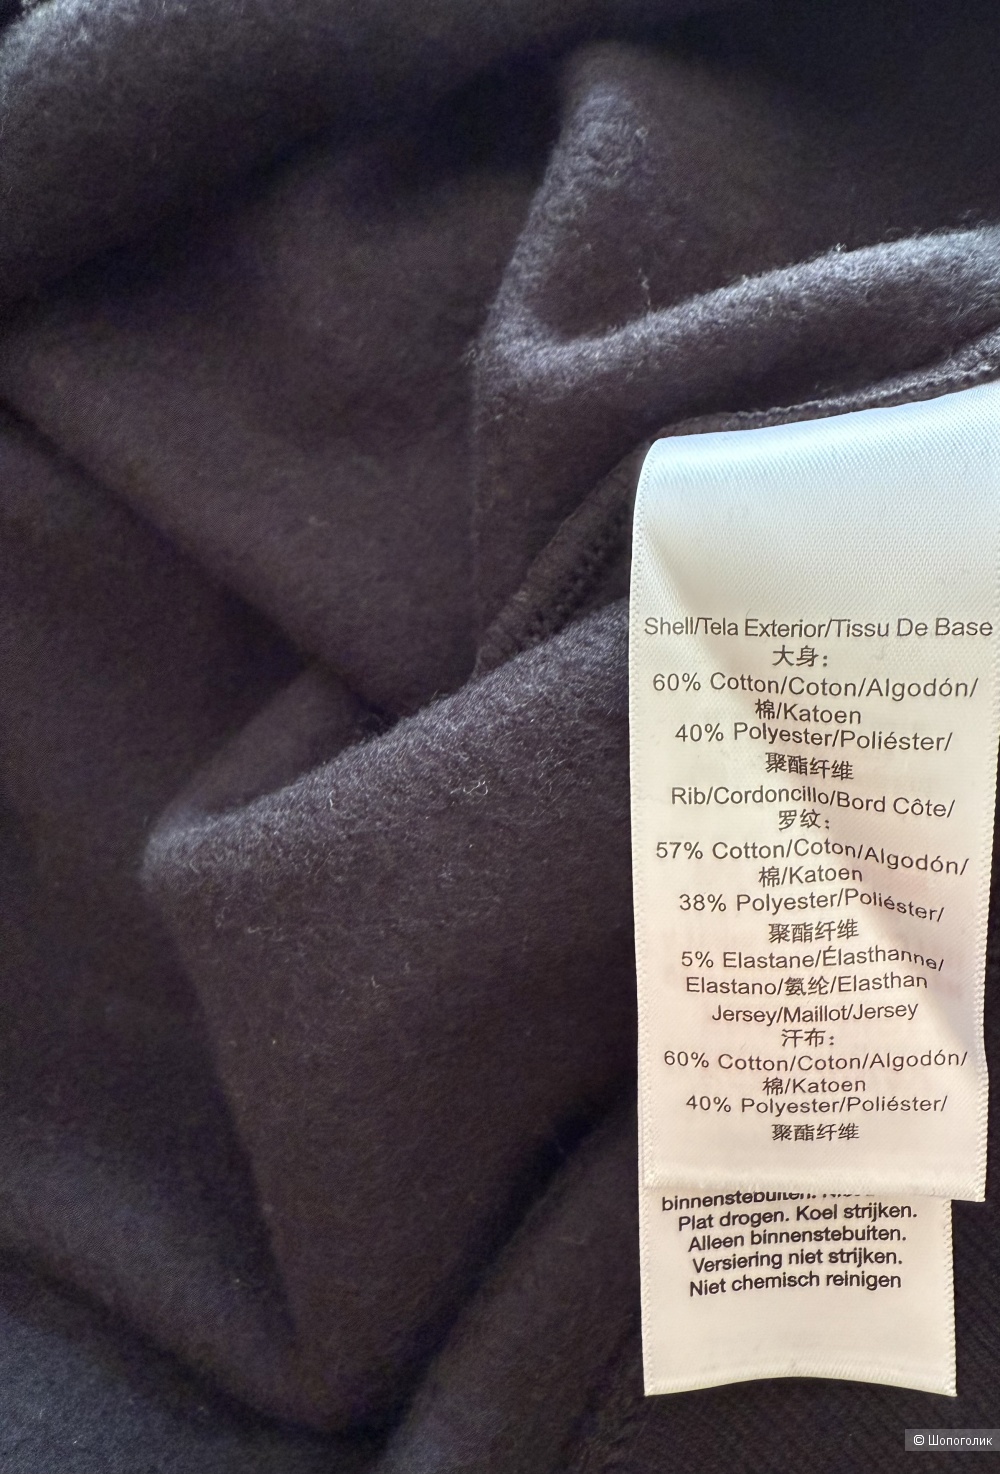 Shell/Tela Exterior/Tissu De Base
大身：
60% Cotton/Coton/Algodón/
棉/Katoen
40% Polyester/Poliéster/
聚酯纤维
Rib/Cordoncillo/Bord Côte/
罗纹：
57% Cotton/Coton/Algodón/
棉/Katoen
38% Polyester/Poliéster/
聚酯纤维
5% Elastane/Élasthanne/
Elastano/氨纶/Elasthan
Jersey/Maillot/Jersey
汗布：
60% Cotton/Coton/Algodón/
棉/Katoen
40% Polyester/Poliéster/
聚酯纤维
binnenstebuiten.
Plat drogen. Koel strijken.
Alleen binnenstebuiten.
Versiering niet strijken.
Niet chemisch reinigen
© Шопоголик